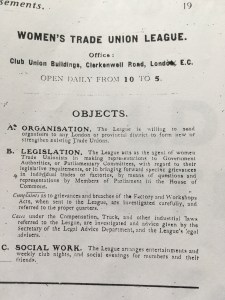 sements.
19
WOMEN'S TRADE UNION LEAGUE.
Office:
Club Union Buildings, Clerkenwell Road, London, E.C.
OPEN DAILY FROM 10 TO 5.
OBJECTS.
A. ORGANISATION. The League is willing to send
organisers to any London or provincial district to form new or
strengthen existing Trade Unions.
B. LEGISLATION. The League acts as the agent of women
Trade Unionists in making representations to Government
Authorities, or Parliamentary Committees, with regard to their
legislative requirements, or in bringing forward specific grievances
in individual trades or factories, by means of questions and
representations by Members of Parliament in the House of
Commons.
Complaints as to grievances and breaches of the Factory and Workshops
Acts, when sent to the League, are investigated carefully, and
referred to the proper quarters.
Cases under the Compensation, Truck, and other industrial laws
referred to the League, are investigated and advice given by the
Secretary of the Legal Advice Department, and the League's legal
advisers.
C. SOCIAL WORK. The League arranges entertainments and
weekly club nights, and social evenings for members and their
friends.